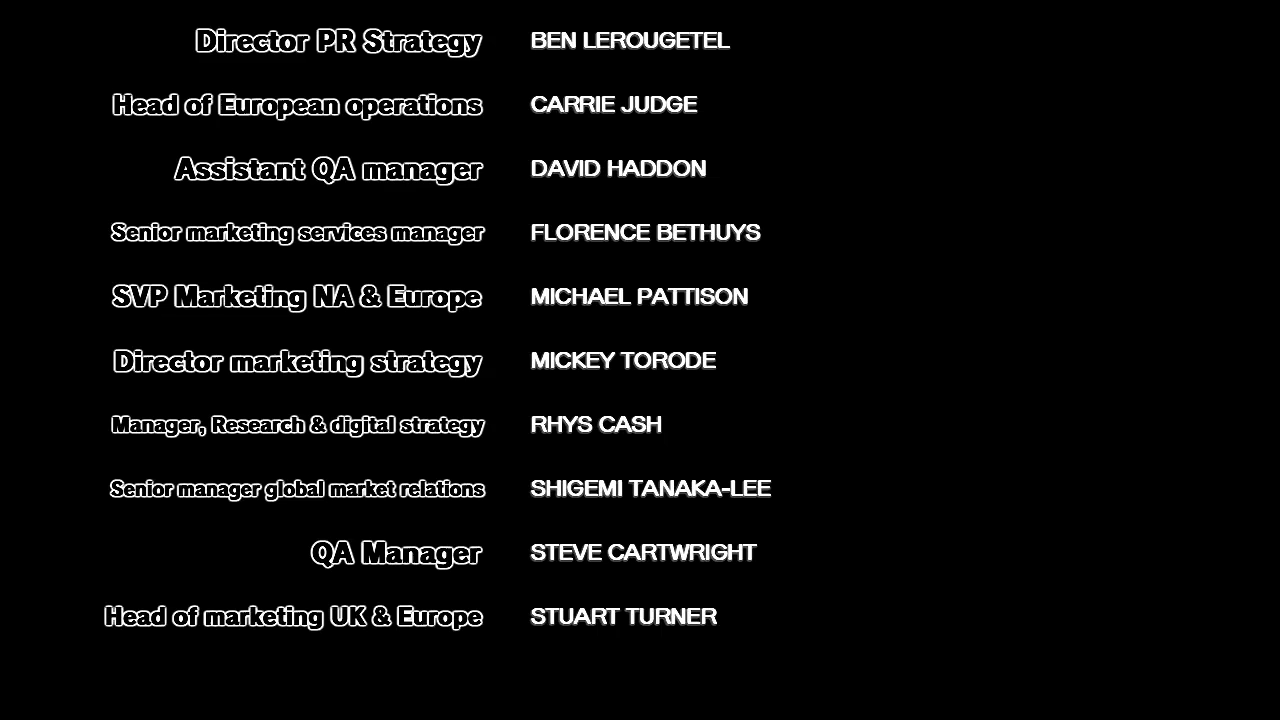 Director PR Strategy BEN LEROUGETEL
Head of European operations CARRIE JUDGE
Assistant QA manager DAVID HADDON
Senior marketing services manager FLORENCE BETHUYS
SVP Marketing NA & Europe MICHAEL PATTISON
Director marketing strategy MICKEY TORODE
Manager, Research & digital strategy RHYS CASH
Senior manager global market relations SHIGEMI TANAKA-LEE
QA Manager STEVE CARTWRIGHT
Head of marketing UK & Europe STUART TURNER